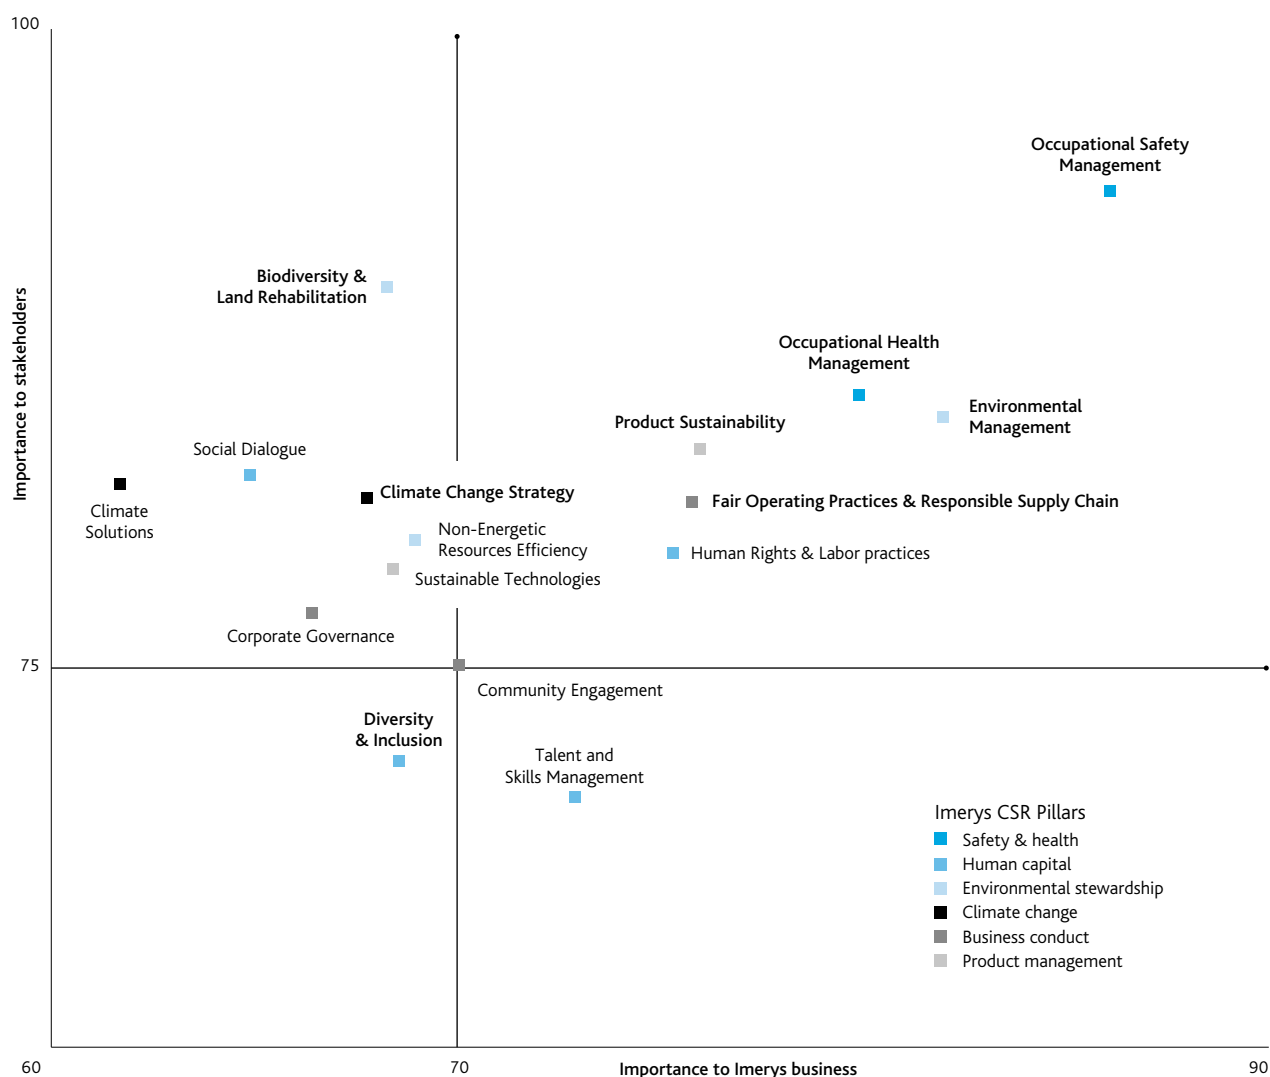 100
Occupational Safety
Management
Biodiversity &
Land Rehabilitation
Importance to stakeholders
Occupational Health
Management
Environmental
Management
Product Sustainability
Social Dialogue
Climate Change Strategy
Fair Operating Practices & Responsible Supply Chain
Climate
Solutions
Non-Energetic
Resources Efficiency
Human Rights & Labor practices
Sustainable Technologies
Corporate Governance
75
Community Engagement
Diversity
& Inclusion
Talent and
Skills Management
Imerys CSR Pillars
Safety & health
Human capital
Environmental stewardship
Climate change
Business conduct
Product management
60
70
Importance to Imerys business
90